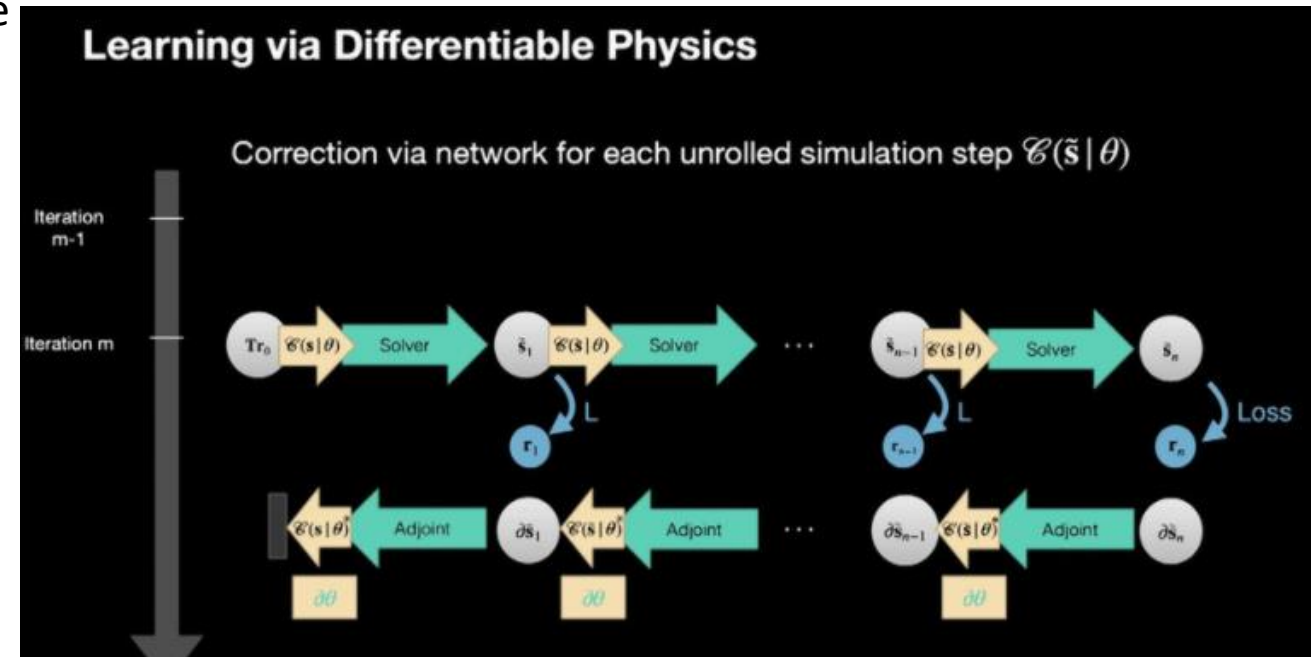 e
Learning via Differentiable Physics
Correction via network for each unrolled simulation step 𝒞(s̃ | θ)
Iteration
m-1
Iteration m
Tr₀ 𝒞(s | θ) Solver s̃₁ 𝒞(s̃ | θ) Solver ... s̃ₙ₋₁ 𝒞(s̃ | θ) Solver s̃ₙ
L L Loss
r₁ rₙ₋₁ rₙ
𝒞(s | θ)* Adjoint ∂s̃₁ 𝒞(s̃ | θ)* Adjoint ... ∂s̃ₙ₋₁ 𝒞(s̃ | θ)* Adjoint ∂s̃ₙ
∂θ ∂θ ∂θ